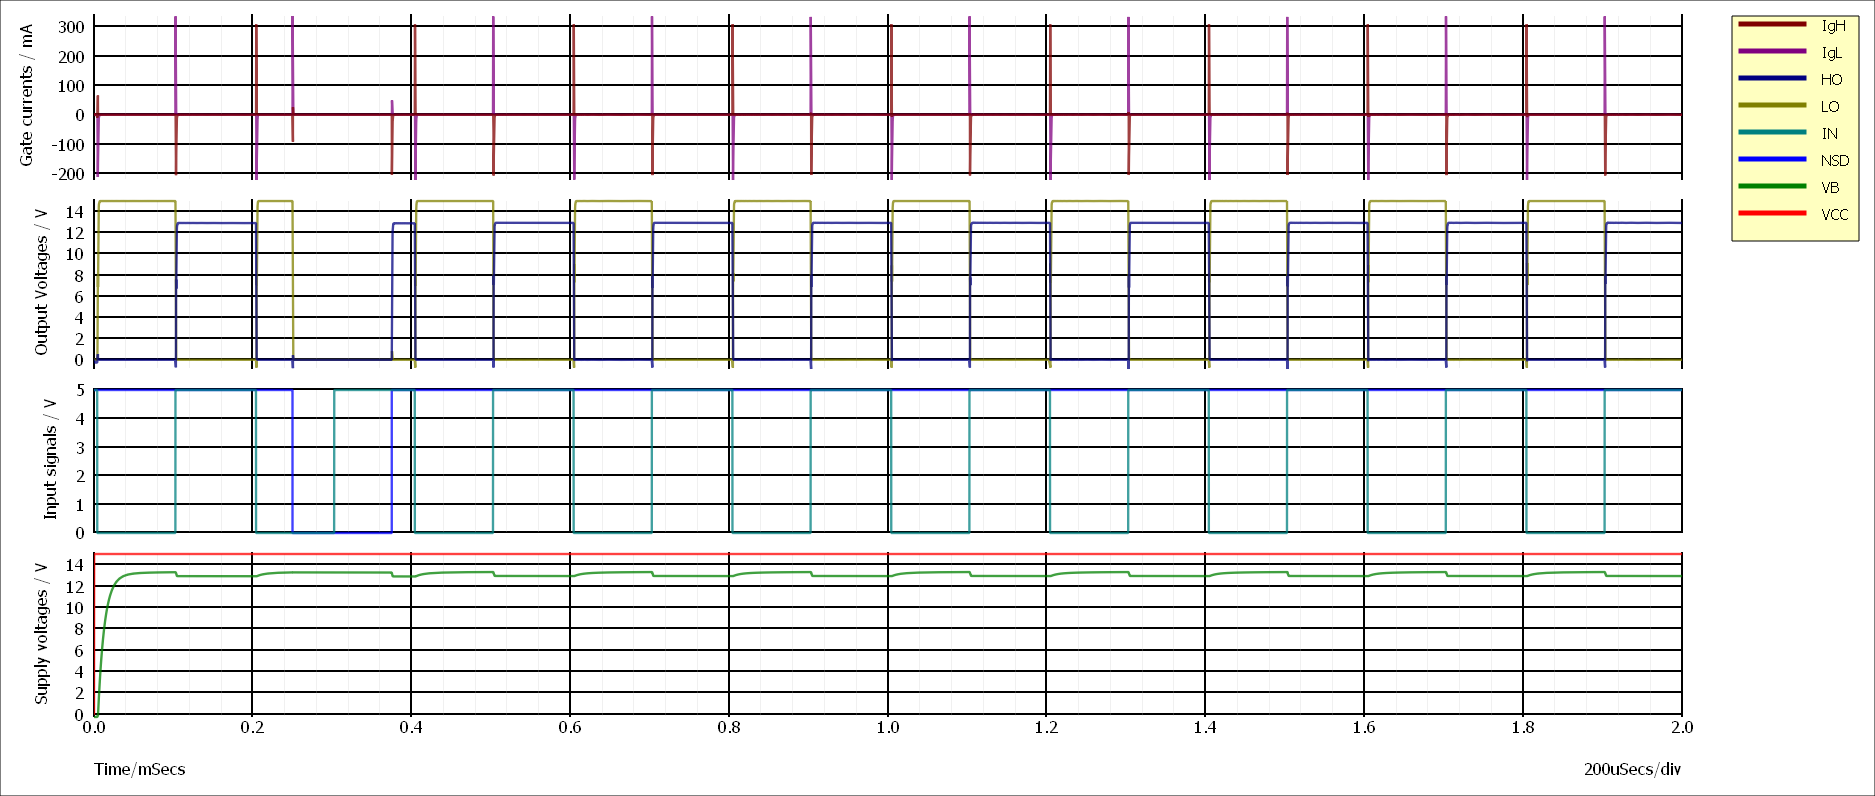 Gate currents / mA
300
200
100
0
-100
-200
Output Voltages / V
14
12
10
8
6
4
2
0
Input signals / V
5
4
3
2
1
0
Supply voltages / V
14
12
10
8
6
4
2
0
0.0 0.2 0.4 0.6 0.8 1.0 1.2 1.4 1.6 1.8 2.0
Time/mSecs
200uSecs/div
IgH
IgL
HO
LO
IN
NSD
VB
VCC